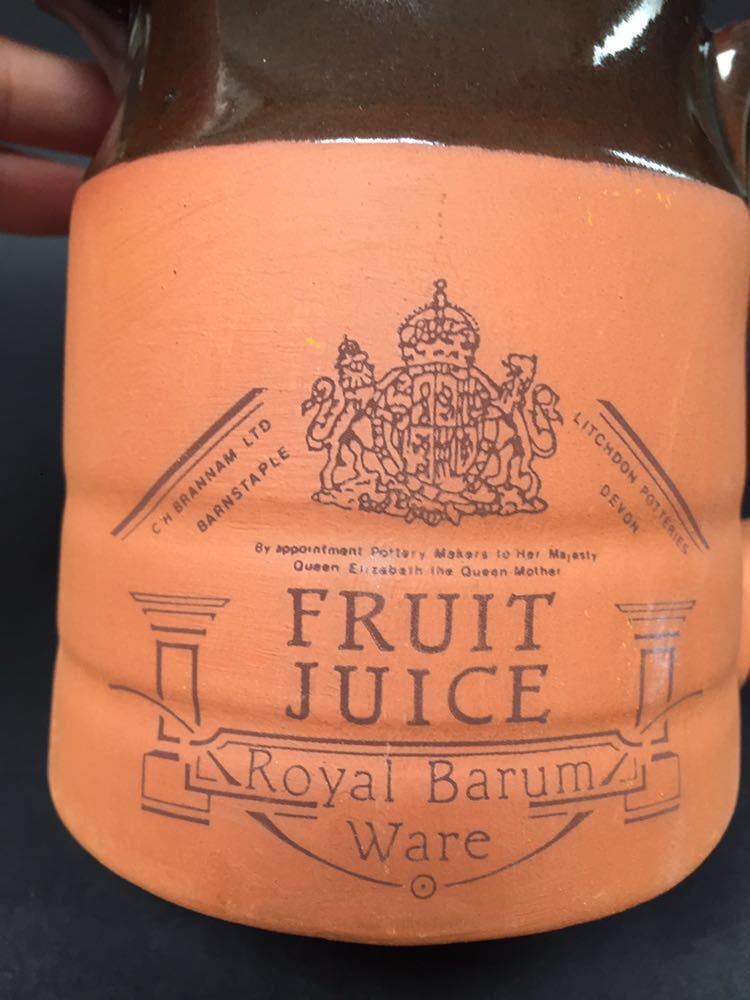 CH BRANNAM LTD
BARNSTAPLE
LITCHDON POTTERIES
DEVON
By appointment Pottery Makers to Her Majesty
Queen Elizabeth the Queen Mother
FRUIT
JUICE
Royal Barum
Ware